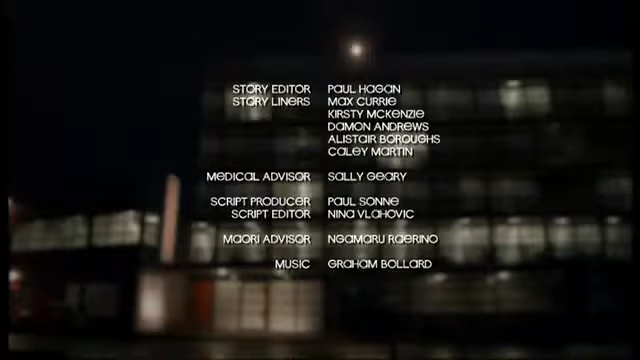 STORY EDITOR PAUL HAGAN
STORY LINERS MAX CURRIE
KIRSTY MCKENZIE
DAMON ANDREWS
ALISTAIR BOROUGHS
CALEY MARTIN
MEDICAL ADVISOR SALLY GEARY
SCRIPT PRODUCER PAUL SONNE
SCRIPT EDITOR NINA VLAHOVIC
MAORI ADVISOR NGAMARU RAERINO
MUSIC GRAHAM BOLLARD